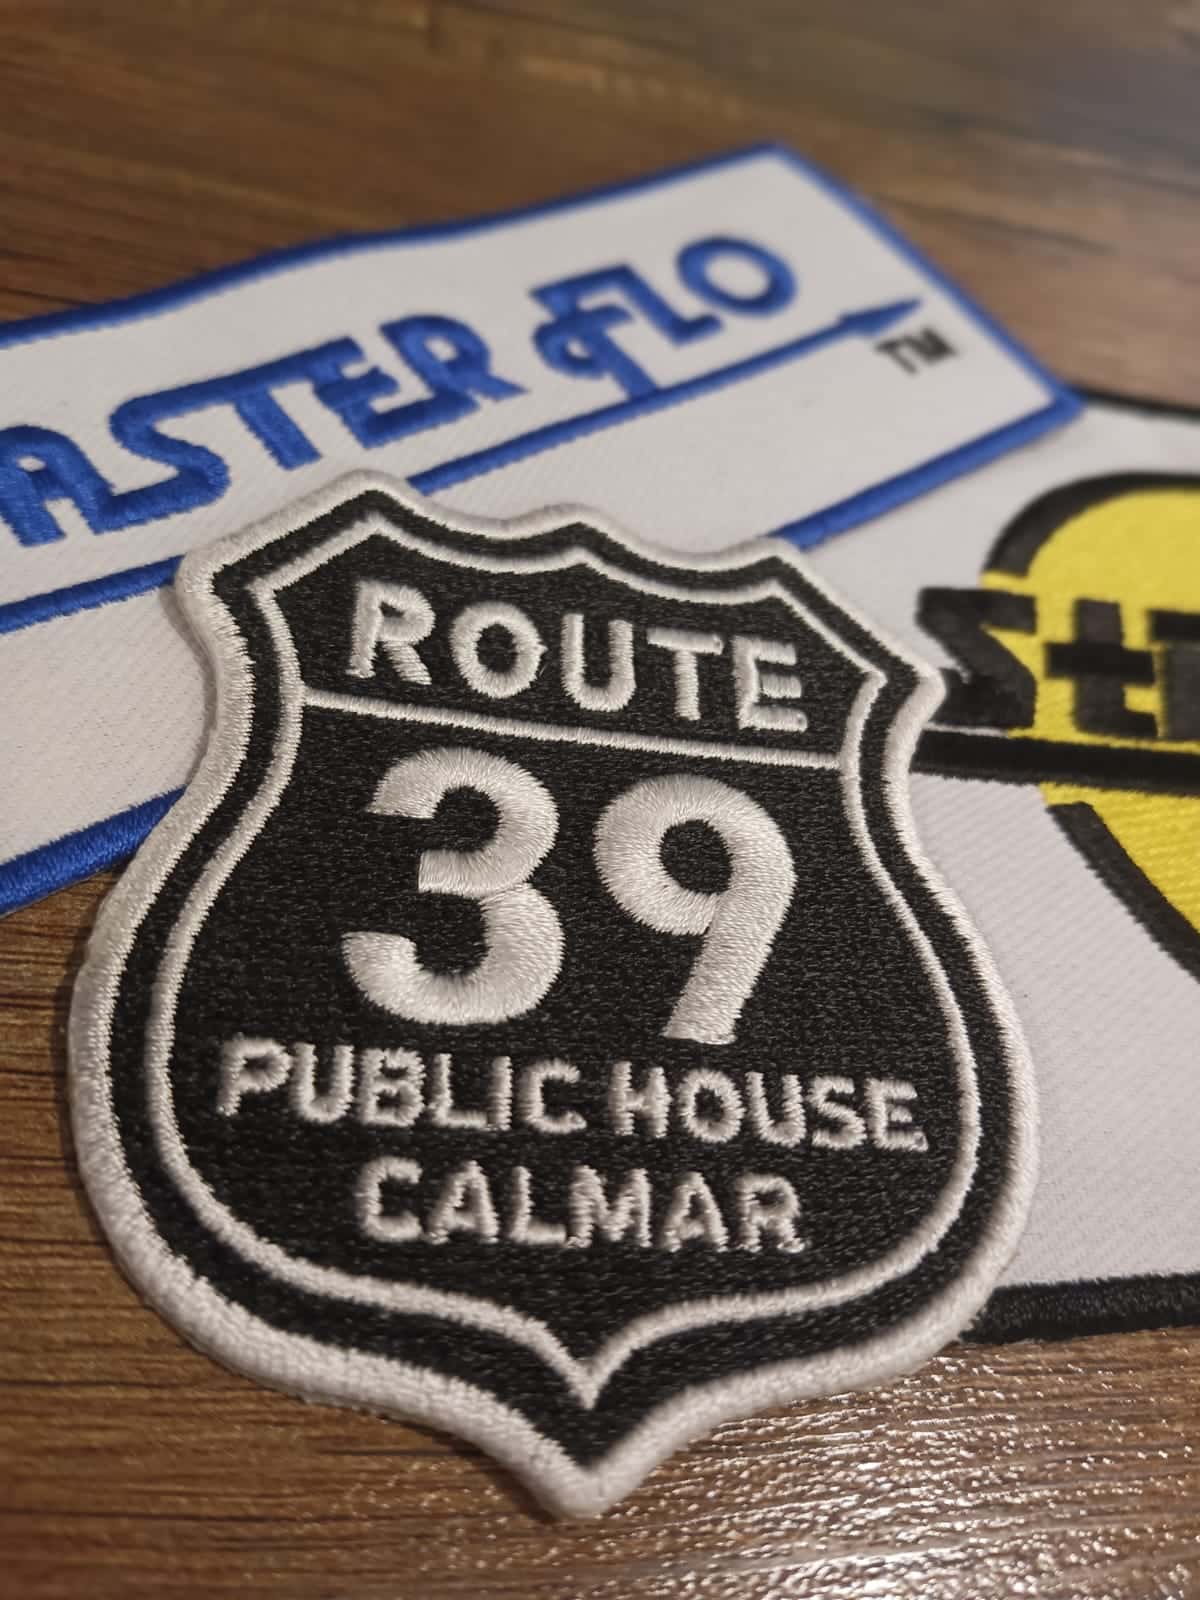 ASTER FLO
TM
ROUTE
39
PUBLIC HOUSE
CALMAR